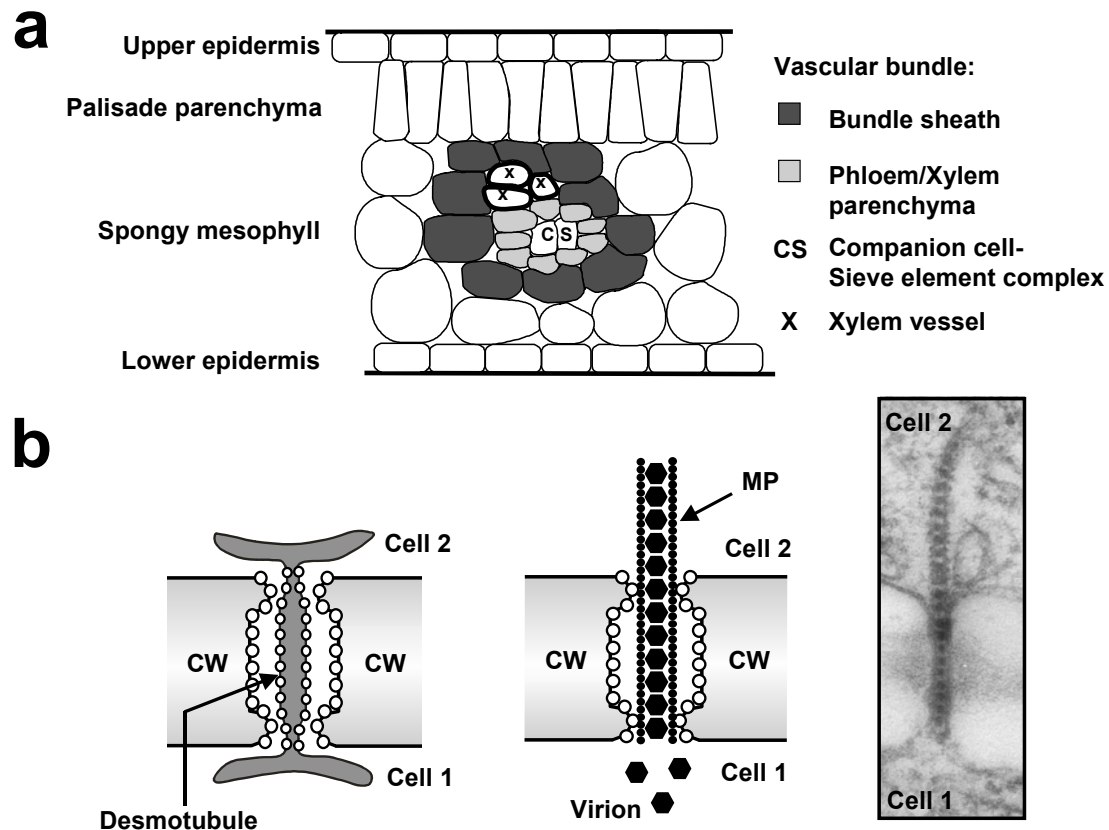 a
Upper epidermis
Palisade parenchyma
Spongy mesophyll
Lower epidermis
X
X
X
C S
Vascular bundle:
Bundle sheath
Phloem/Xylem
parenchyma
CS Companion cell-
Sieve element complex
X Xylem vessel
b
Cell 2
CW
CW
Cell 1
Desmotubule
MP
Cell 2
CW
CW
Cell 1
Virion
Cell 2
Cell 1